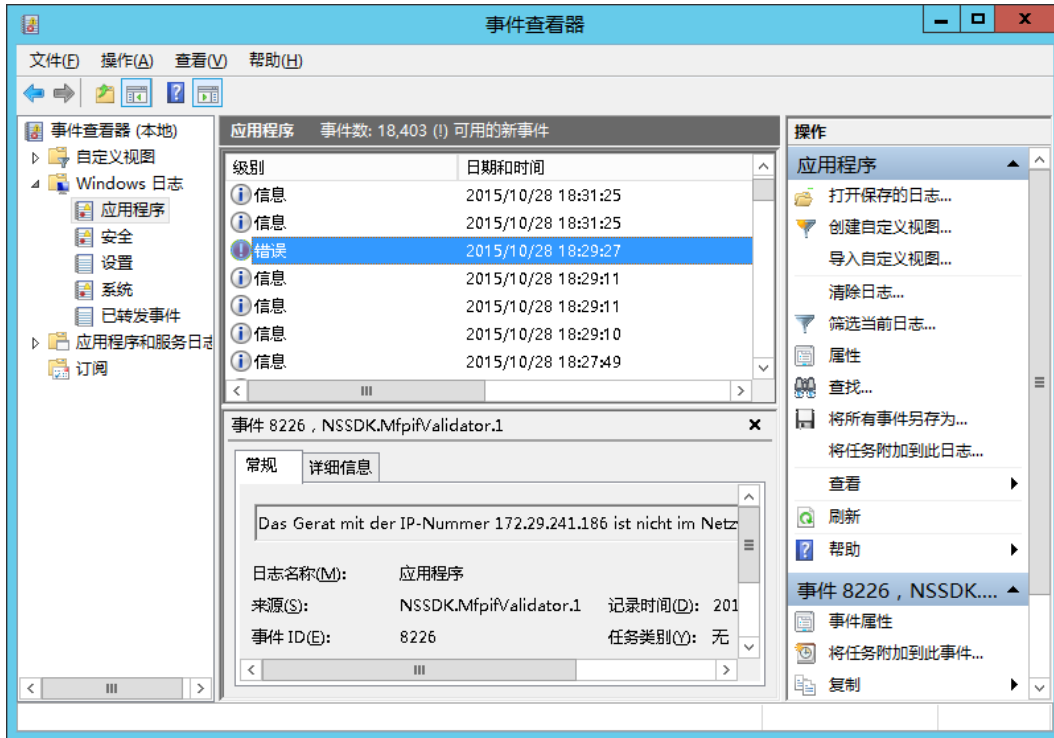 事件查看器
文件(F) 操作(A) 查看(V) 帮助(H)
事件查看器 (本地)
自定义视图
Windows 日志
应用程序
安全
设置
系统
已转发事件
应用程序和服务日志
订阅
应用程序 事件数: 18,403 (!) 可用的新事件
级别 日期和时间
信息 2015/10/28 18:31:25
信息 2015/10/28 18:31:25
错误 2015/10/28 18:29:27
信息 2015/10/28 18:29:11
信息 2015/10/28 18:29:11
信息 2015/10/28 18:29:10
信息 2015/10/28 18:27:49
事件 8226，NSSDK.MfpifValidator.1
常规 详细信息
Das Gerat mit der IP-Nummer 172.29.241.186 ist nicht im Netz
日志名称(M): 应用程序
来源(S): NSSDK.MfpifValidator.1 记录时间(D): 201
事件 ID(E): 8226 任务类别(Y): 无
操作
应用程序
打开保存的日志...
创建自定义视图...
导入自定义视图...
清除日志...
筛选当前日志...
属性
查找...
将所有事件另存为...
将任务附加到此日志...
查看
刷新
帮助
事件 8226，NSSDK....
事件属性
将任务附加到此事件...
复制